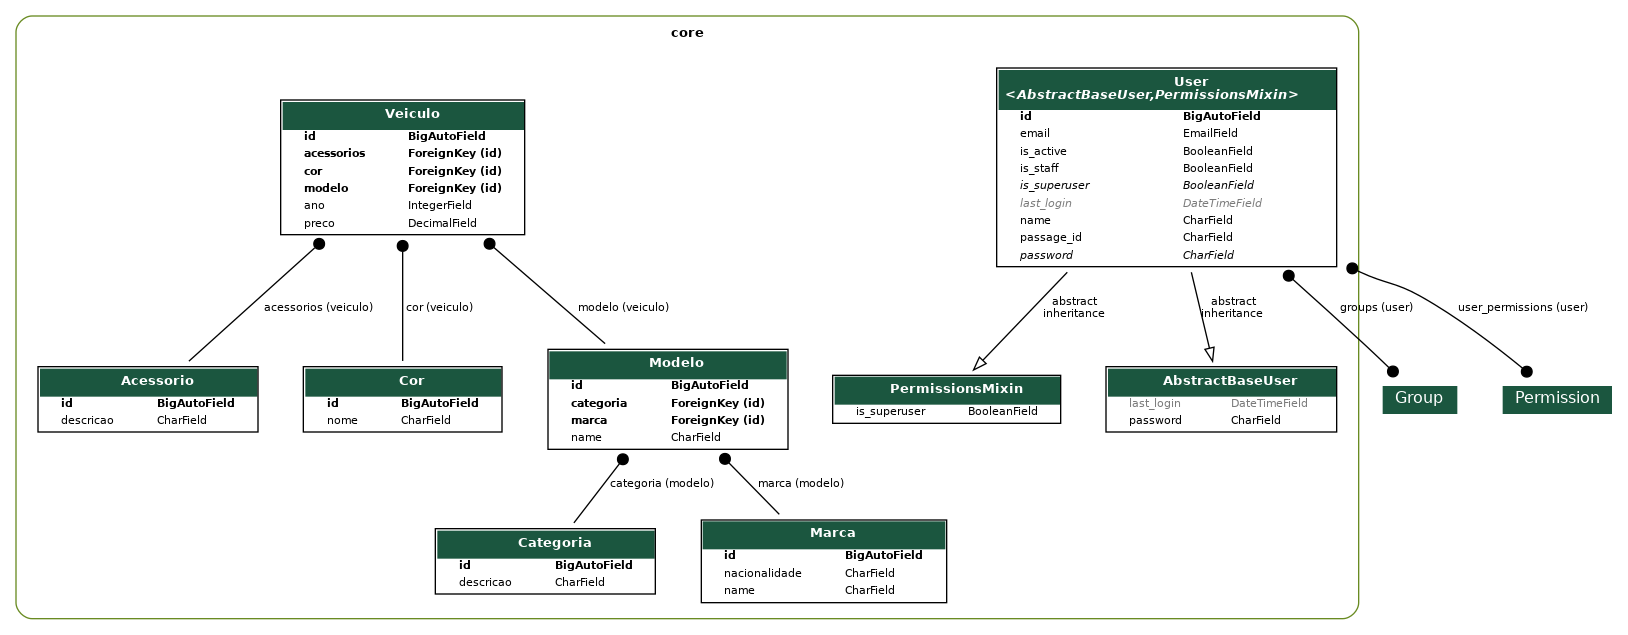 core
User
<AbstractBaseUser,PermissionsMixin>
id BigAutoField
email EmailField
is_active BooleanField
is_staff BooleanField
is_superuser BooleanField
last_login DateTimeField
name CharField
passage_id CharField
password CharField
Veiculo
id BigAutoField
acessorios ForeignKey (id)
cor ForeignKey (id)
modelo ForeignKey (id)
ano IntegerField
preco DecimalField
acessorios (veiculo)
cor (veiculo)
modelo (veiculo)
abstract
inheritance
abstract
inheritance
groups (user)
user_permissions (user)
Acessorio
id BigAutoField
descricao CharField
Cor
id BigAutoField
nome CharField
Modelo
id BigAutoField
categoria ForeignKey (id)
marca ForeignKey (id)
name CharField
PermissionsMixin
is_superuser BooleanField
AbstractBaseUser
last_login DateTimeField
password CharField
Group
Permission
categoria (modelo)
marca (modelo)
Categoria
id BigAutoField
descricao CharField
Marca
id BigAutoField
nacionalidade CharField
name CharField